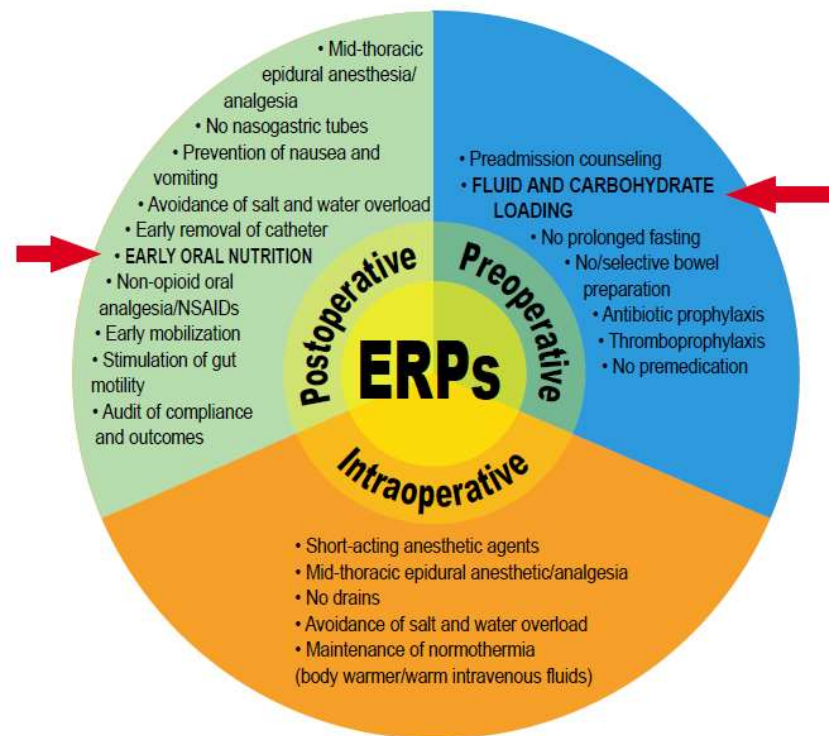 • Mid-thoracic
epidural anesthesia/
analgesia
• No nasogastric tubes
• Prevention of nausea and
vomiting
• Avoidance of salt and water overload
• Early removal of catheter
• EARLY ORAL NUTRITION
• Non-opioid oral
analgesia/NSAIDs
• Early mobilization
• Stimulation of gut
motility
• Audit of compliance
and outcomes
• Preadmission counseling
• FLUID AND CARBOHYDRATE
LOADING
• No prolonged fasting
• No/selective bowel
preparation
• Antibiotic prophylaxis
• Thromboprophylaxis
• No premedication
Postoperative
Preoperative
ERPs
Intraoperative
• Short-acting anesthetic agents
• Mid-thoracic epidural anesthetic/analgesia
• No drains
• Avoidance of salt and water overload
• Maintenance of normothermia
(body warmer/warm intravenous fluids)